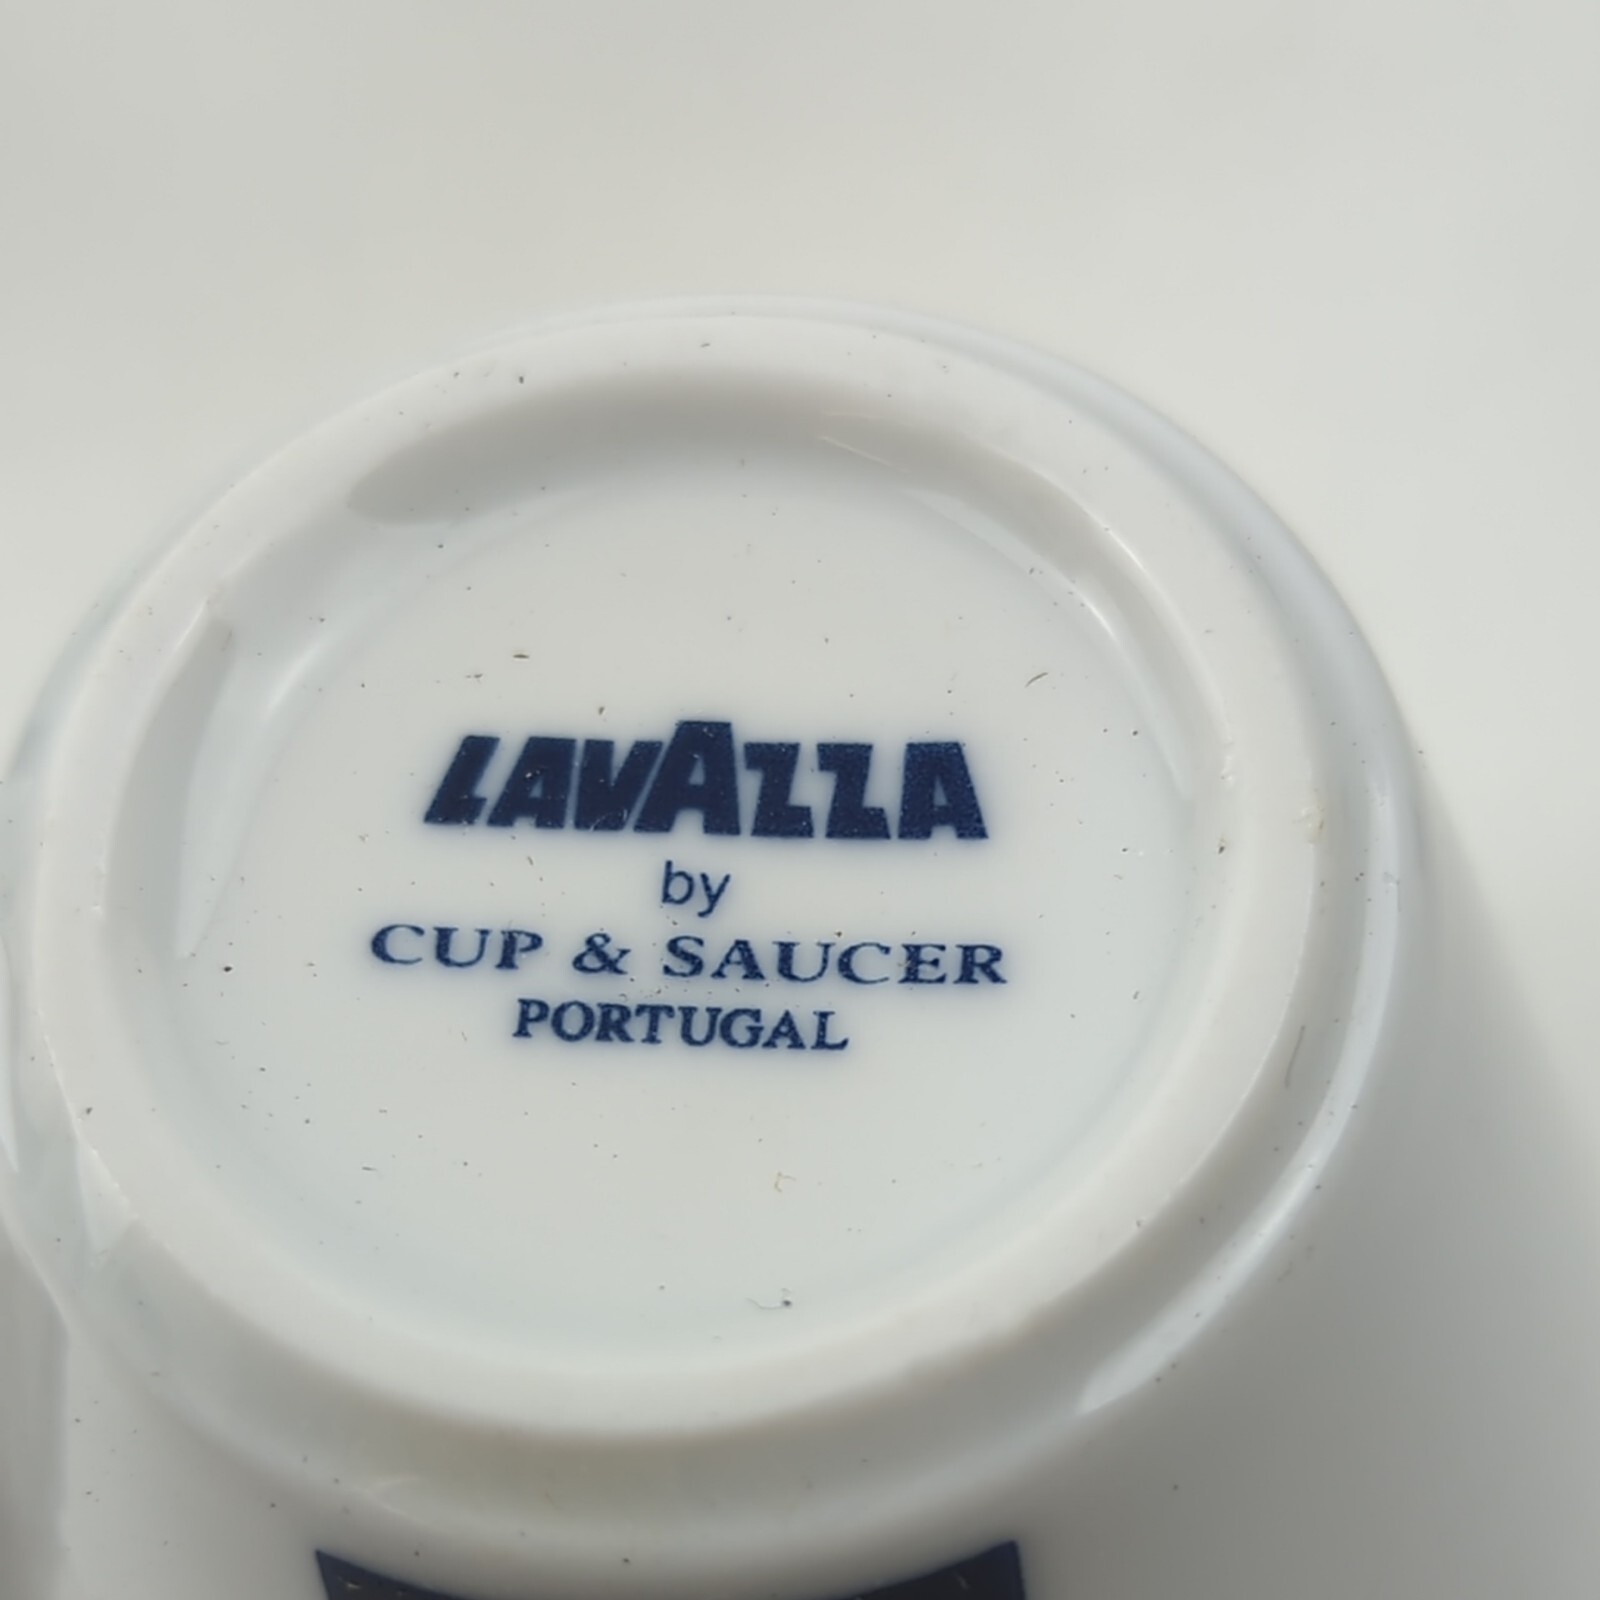 LAVAZZA
by
CUP & SAUCER
PORTUGAL